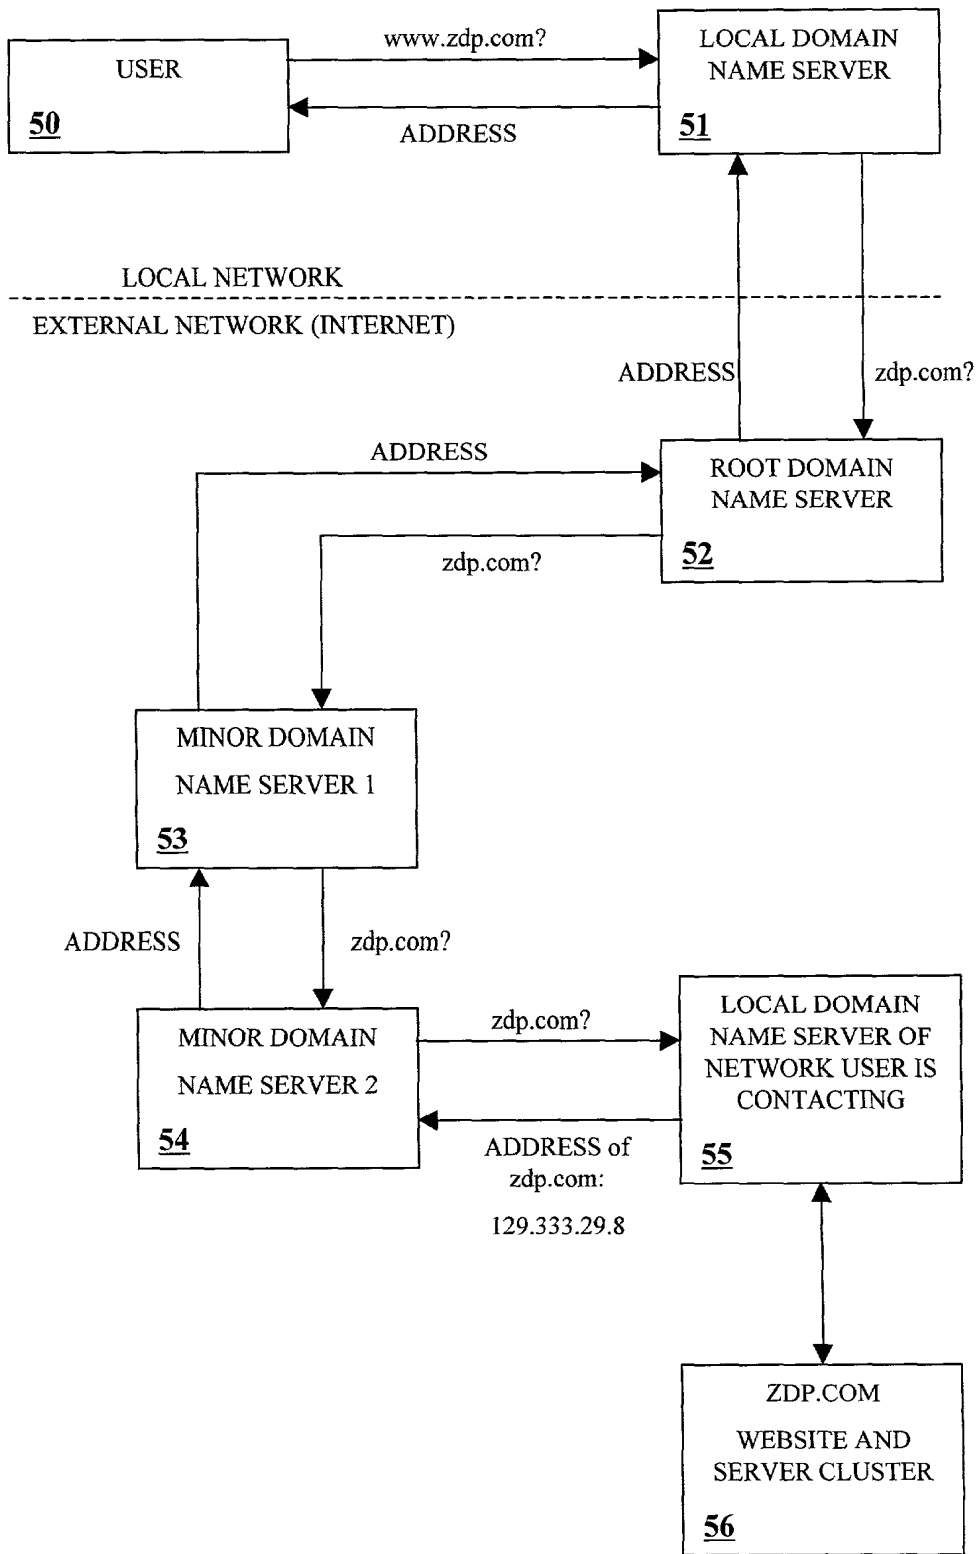 www.zdp.com?
USER
50
ADDRESS
LOCAL DOMAIN
NAME SERVER
51
LOCAL NETWORK
EXTERNAL NETWORK (INTERNET)
ADDRESS
zdp.com?
ADDRESS
ROOT DOMAIN
NAME SERVER
52
zdp.com?
MINOR DOMAIN
NAME SERVER 1
53
ADDRESS
zdp.com?
MINOR DOMAIN
NAME SERVER 2
54
zdp.com?
ADDRESS of
zdp.com:
129.333.29.8
LOCAL DOMAIN
NAME SERVER OF
NETWORK USER IS
CONTACTING
55
ZDP.COM
WEBSITE AND
SERVER CLUSTER
56